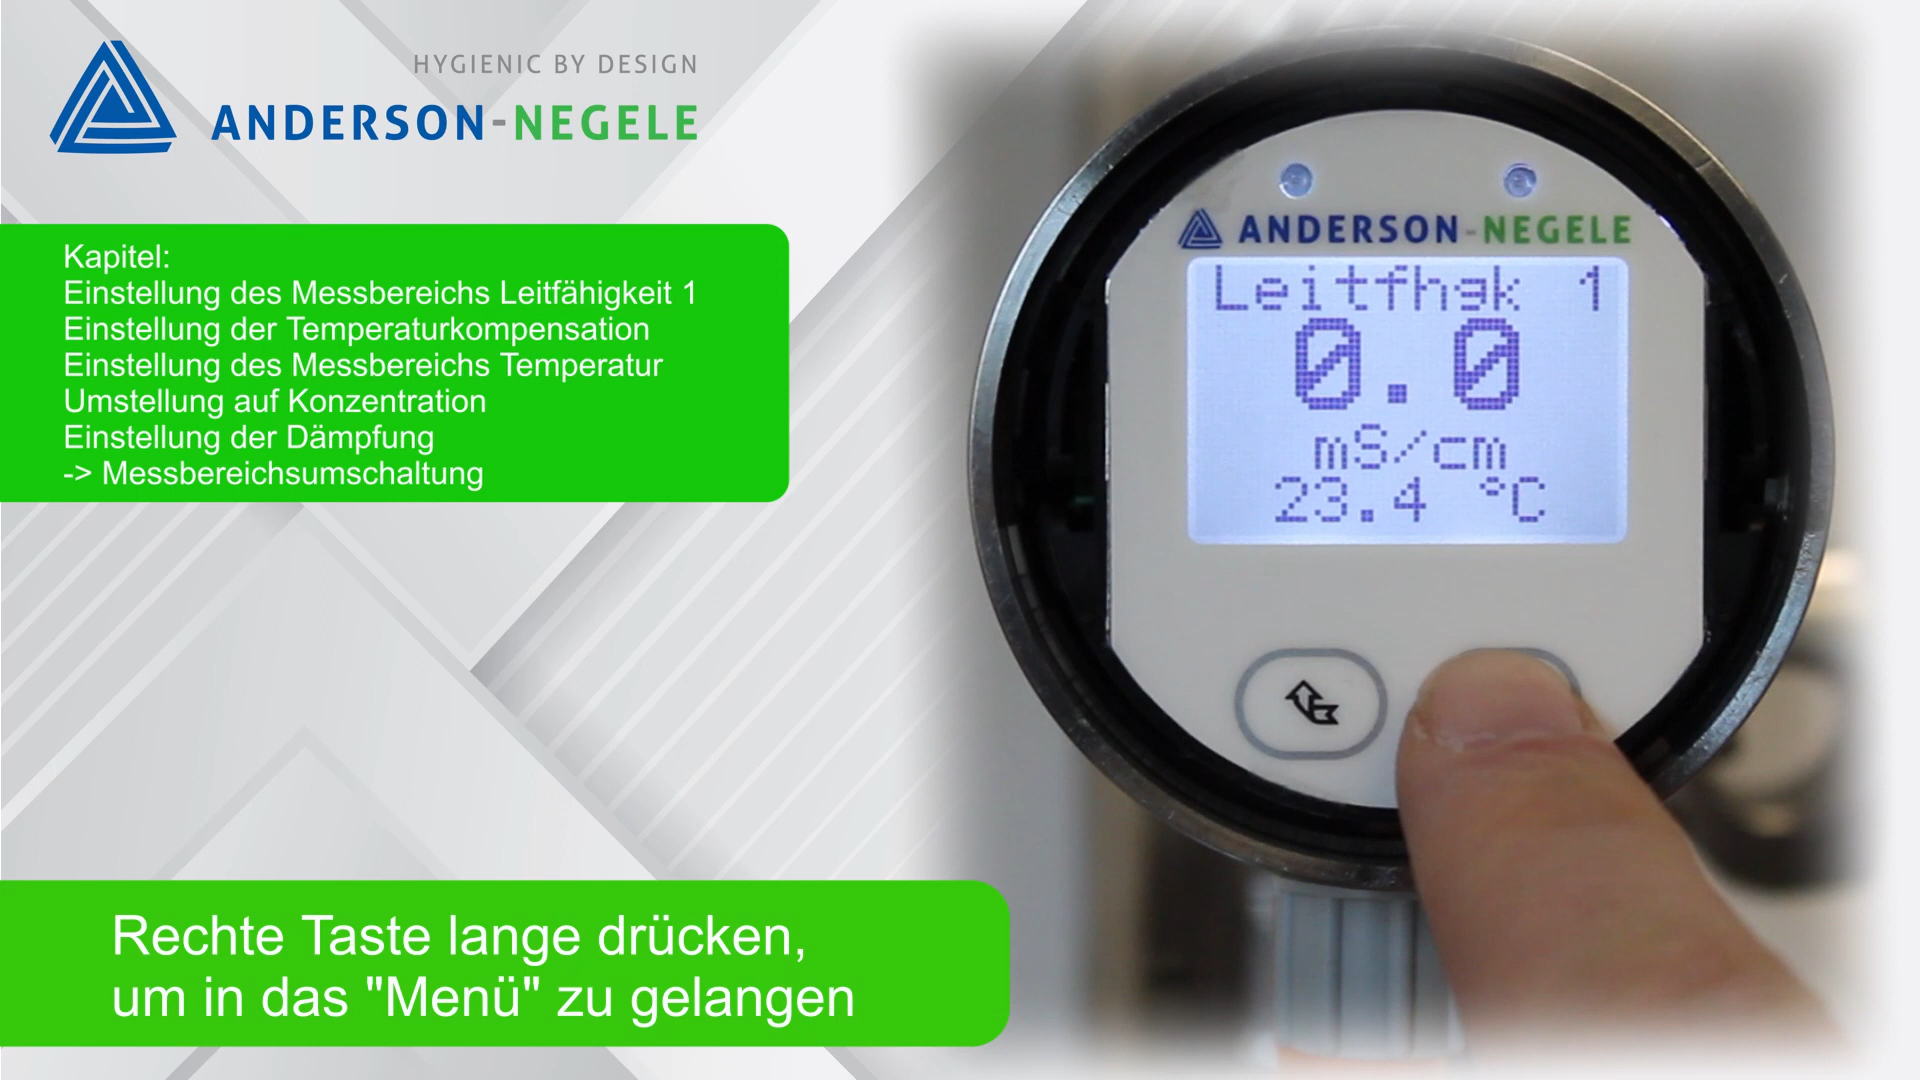 HYGIENIC BY DESIGN
ANDERSON-NEGELE
Kapitel:
Einstellung des Messbereichs Leitfähigkeit 1
Einstellung der Temperaturkompensation
Einstellung des Messbereichs Temperatur
Umstellung auf Konzentration
Einstellung der Dämpfung
-> Messbereichsumschaltung
ANDERSON-NEGELE
Leitfhgk 1
0.0
mS/cm
23.4 °C
Rechte Taste lange drücken,
um in das "Menü" zu gelangen